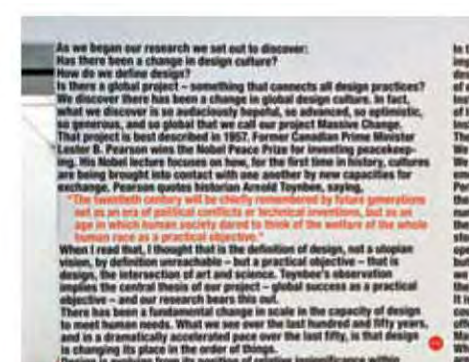 As we began our research we set out to discover:
Has there been a change in design culture?
How do we define design?
Is there a global project – something that connects all design practices?
We discover there has been a change in global design culture. In fact,
what we discover is so audaciously hopeful, so advanced, so optimistic,
so generous, and so global that we call our project Massive Change.
That project is best described in 1957. Former Canadian Prime Minister
Lester B. Pearson wins the Nobel Peace Prize for inventing peacekeep-
ing. His Nobel lecture focuses on how, for the first time in history, cultures
are being brought into contact with one another by new capacities for
exchange. Pearson quotes historian Arnold Toynbee, saying,
"The twentieth century will be chiefly remembered by future generations
not as an era of political conflicts or technical inventions, but as an
age in which human society dared to think of the welfare of the whole
human race as a practical objective."
When I read that, I thought that is the definition of design, not a utopian
vision, by definition unreachable – but a practical objective – that is
design, the intersection of art and science. Toynbee's observation
implies the central thesis of our project – global success as a practical
objective – and our research bears this out.
There has been a fundamental change in scale in the capacity of design
to meet human needs. What we see over the last hundred and fifty years,
and in a dramatically accelerated pace over the last fifty, is that design
is changing its place in the order of things.
Design is evolving from its position of relative insignificance